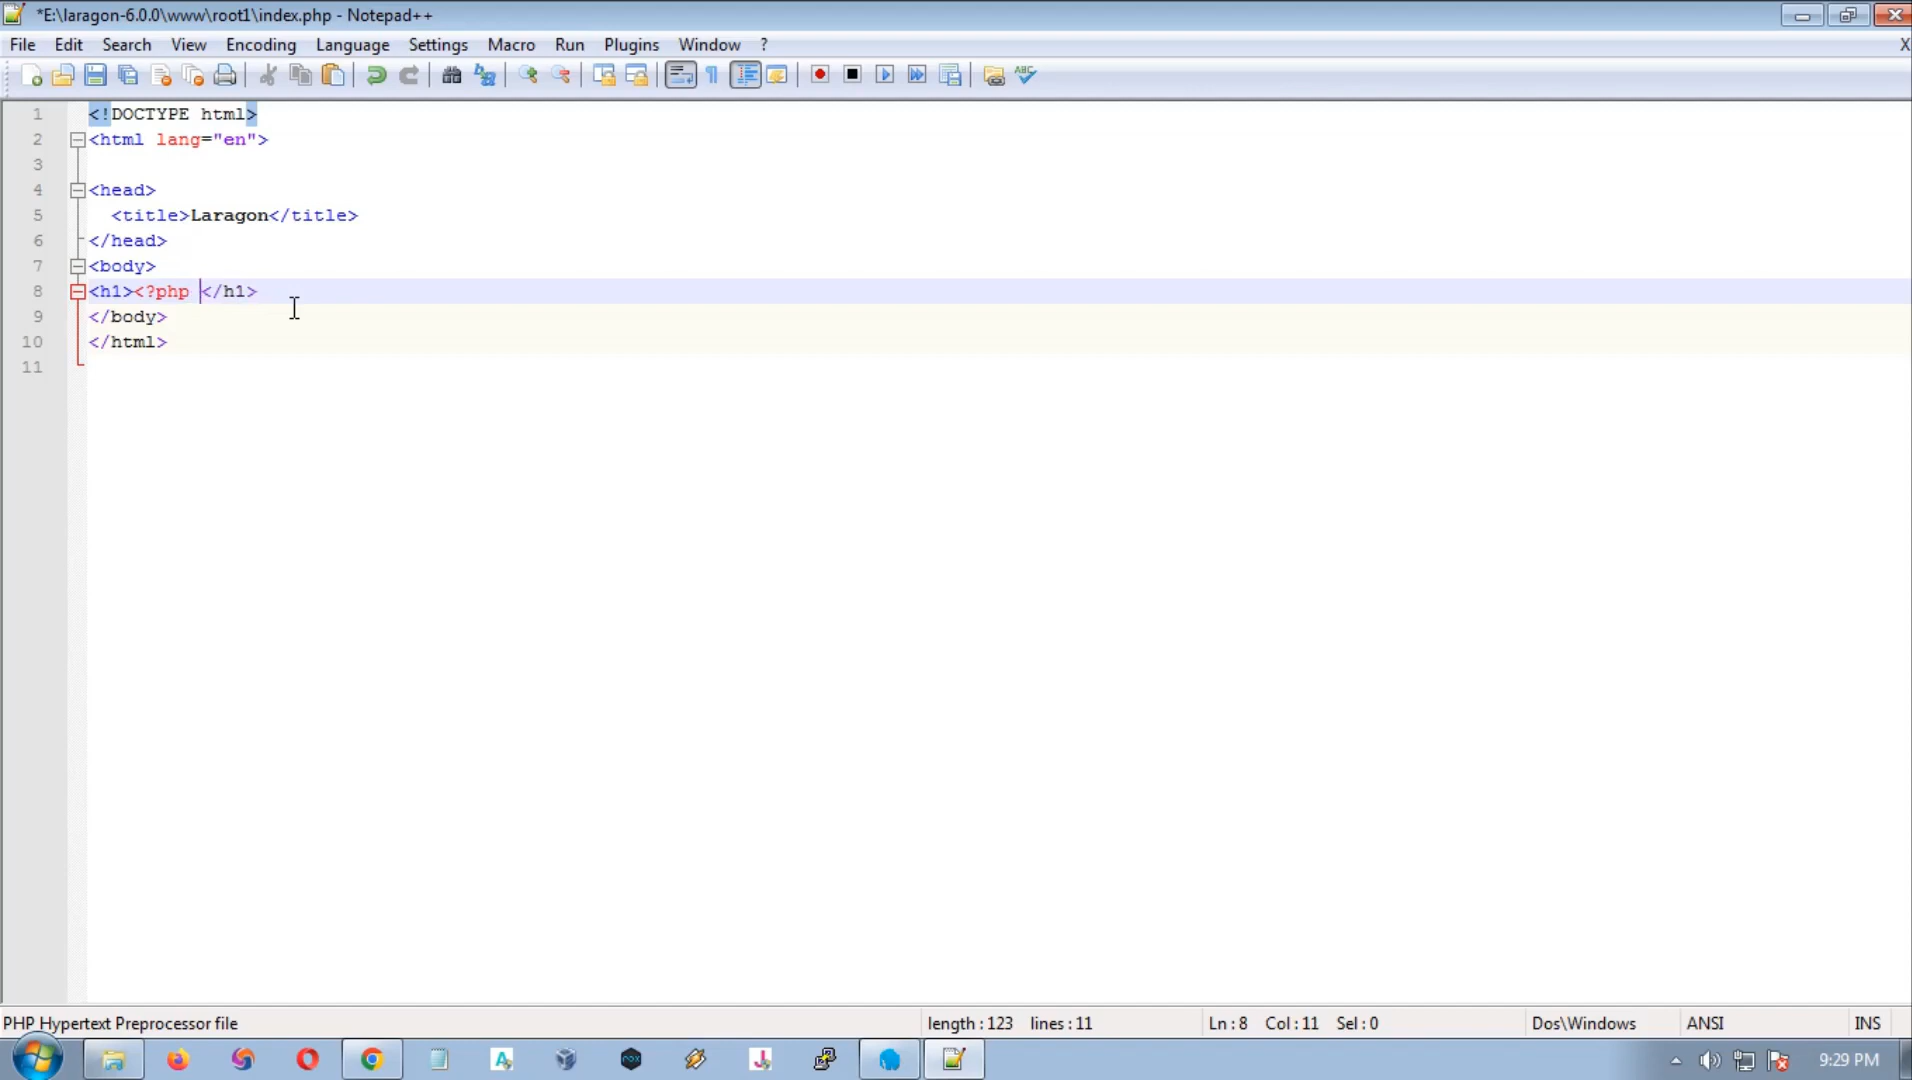 *E:\laragon-6.0.0\www\root1\index.php - Notepad++
File Edit Search View Encoding Language Settings Macro Run Plugins Window ? X
1 <!DOCTYPE html>
2 <html lang="en">
3
4 <head>
5 <title>Laragon</title>
6 </head>
7 <body>
8 <h1><?php </h1>
9 </body>
10 </html>
11
PHP Hypertext Preprocessor file length : 123 lines : 11 Ln : 8 Col : 11 Sel : 0 Dos\Windows ANSI INS
9:29 PM